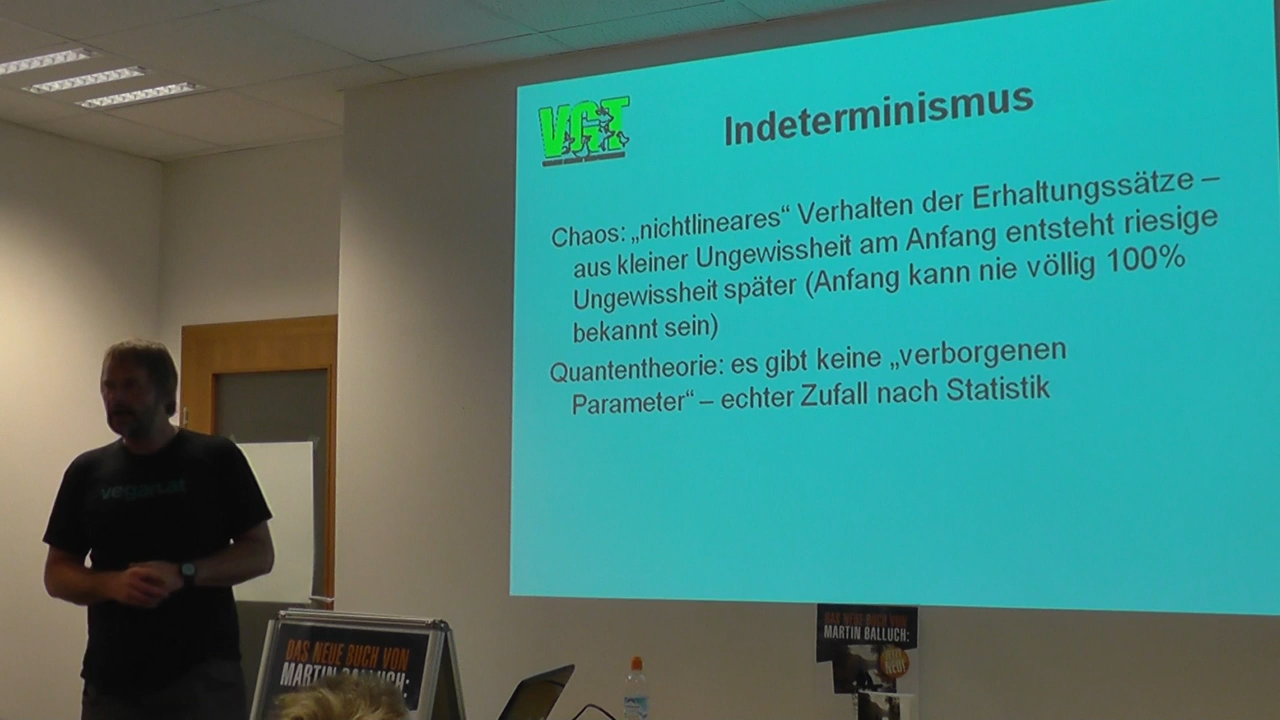 VGT
Indeterminismus
Chaos: „nichtlineares“ Verhalten der Erhaltungssätze –
aus kleiner Ungewissheit am Anfang entsteht riesige
Ungewissheit später (Anfang kann nie völlig 100%
bekannt sein)
Quantentheorie: es gibt keine „verborgenen
Parameter“ – echter Zufall nach Statistik
vegan.at
DAS NEUE BUCH VON
MARTIN BALLUCH:
DAS NEUE BUCH VON
MARTIN BALLUCH: